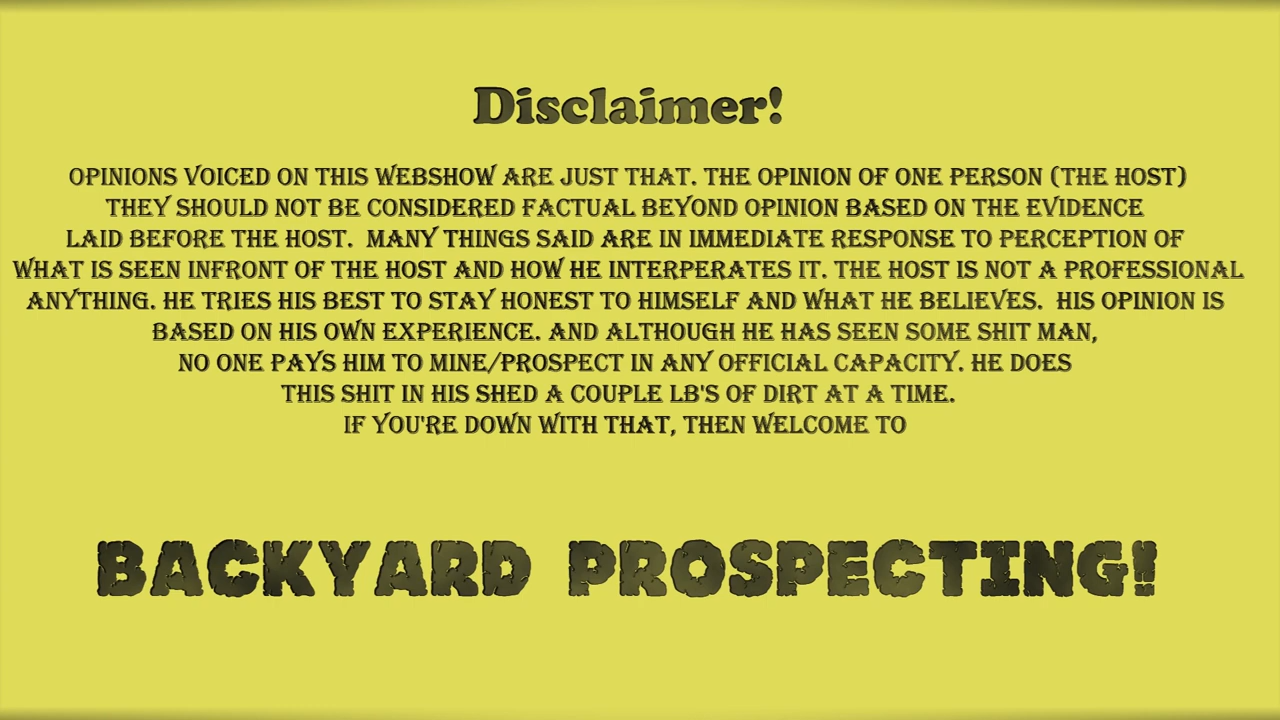 Disclaimer!
OPINIONS VOICED ON THIS WEBSHOW ARE JUST THAT. THE OPINION OF ONE PERSON (THE HOST)
THEY SHOULD NOT BE CONSIDERED FACTUAL BEYOND OPINION BASED ON THE EVIDENCE
LAID BEFORE THE HOST.  MANY THINGS SAID ARE IN IMMEDIATE RESPONSE TO PERCEPTION OF
WHAT IS SEEN INFRONT OF THE HOST AND HOW HE INTERPERATES IT. THE HOST IS NOT A PROFESSIONAL
ANYTHING. HE TRIES HIS BEST TO STAY HONEST TO HIMSELF AND WHAT HE BELIEVES.  HIS OPINION IS
BASED ON HIS OWN EXPERIENCE. AND ALTHOUGH HE HAS SEEN SOME SHIT MAN,
NO ONE PAYS HIM TO MINE/PROSPECT IN ANY OFFICIAL CAPACITY. HE DOES
THIS SHIT IN HIS SHED A COUPLE LB'S OF DIRT AT A TIME.
IF YOU'RE DOWN WITH THAT, THEN WELCOME TO
BACKYARD PROSPECTING!